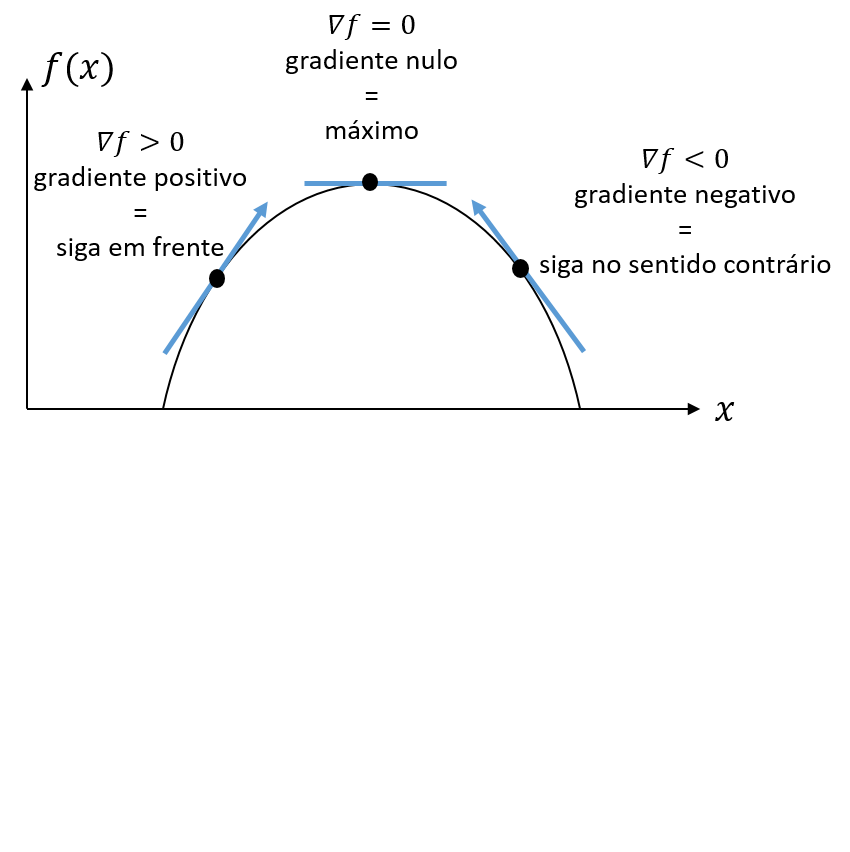 ∇f = 0
gradiente nulo
=
máximo
f(x)
∇f > 0
gradiente positivo
=
siga em frente
∇f < 0
gradiente negativo
=
siga no sentido contrário
x